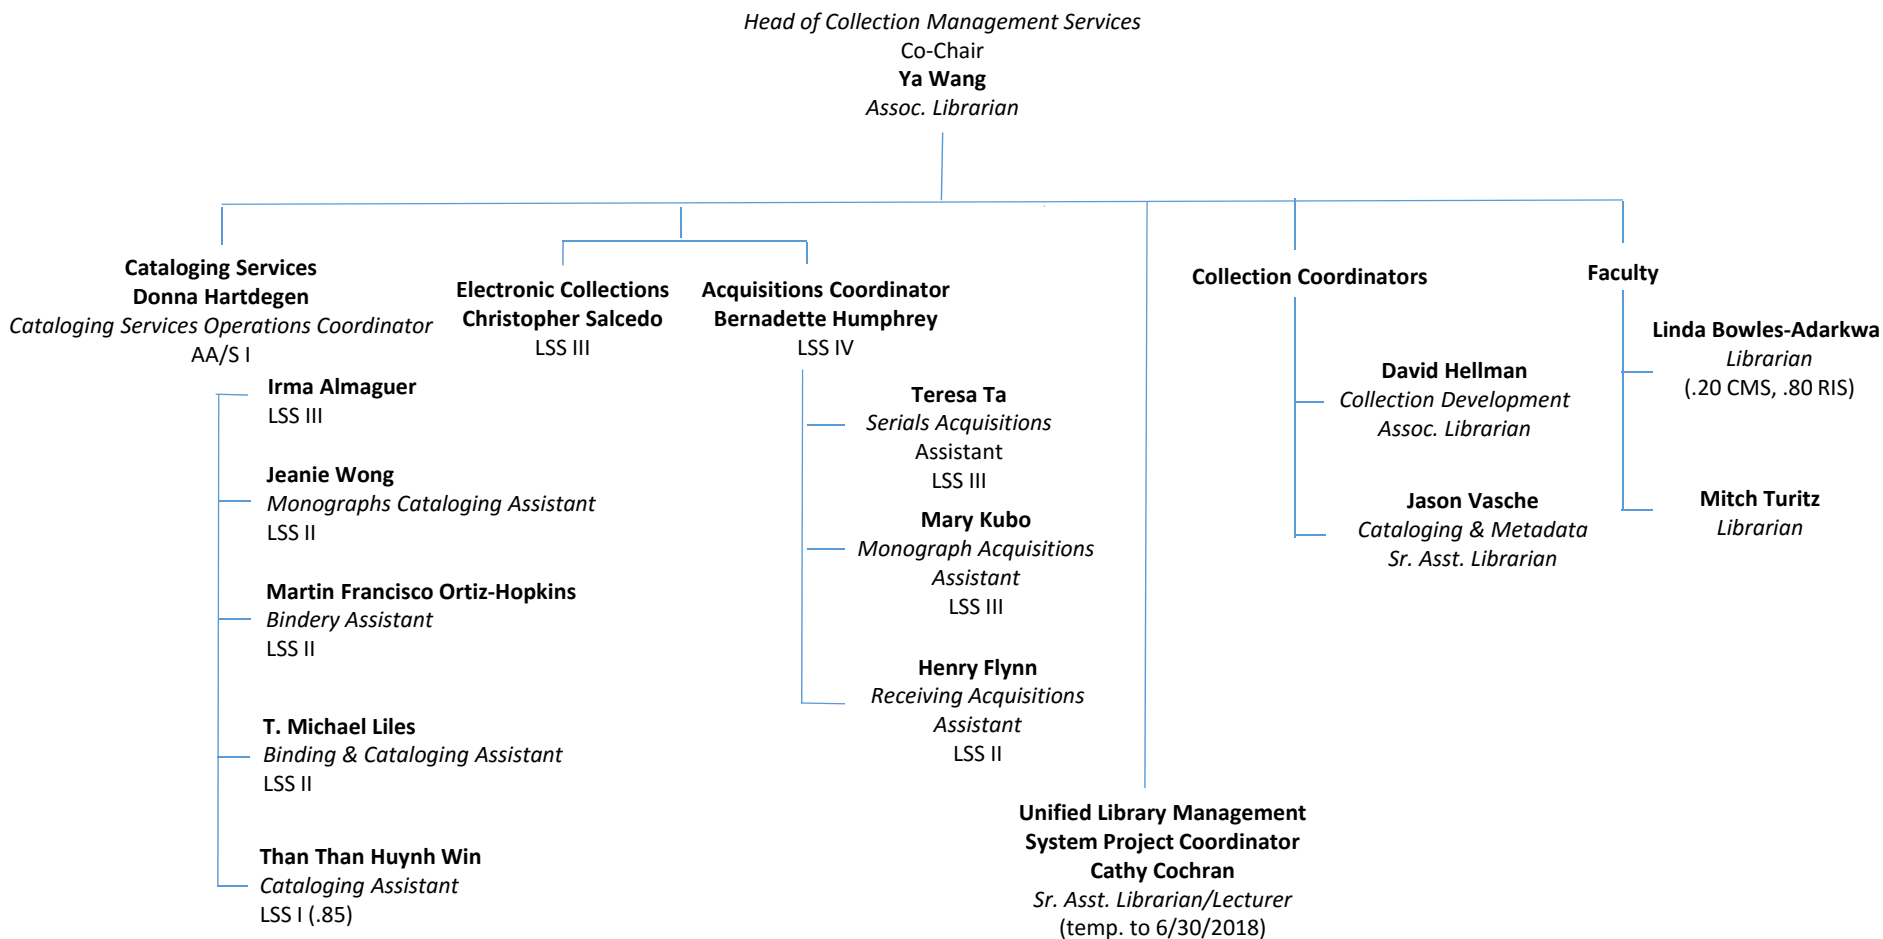 Head of Collection Management Services
Co-Chair
Ya Wang
Assoc. Librarian
Cataloging Services
Donna Hartdegen
Cataloging Services Operations Coordinator
AA/S I
Irma Almaguer
LSS III
Jeanie Wong
Monographs Cataloging Assistant
LSS II
Martin Francisco Ortiz-Hopkins
Bindery Assistant
LSS II
T. Michael Liles
Binding & Cataloging Assistant
LSS II
Than Than Huynh Win
Cataloging Assistant
LSS I (.85)
Electronic Collections
Christopher Salcedo
LSS III
Acquisitions Coordinator
Bernadette Humphrey
LSS IV
Teresa Ta
Serials Acquisitions
Assistant
LSS III
Mary Kubo
Monograph Acquisitions
Assistant
LSS III
Henry Flynn
Receiving Acquisitions
Assistant
LSS II
Unified Library Management
System Project Coordinator
Cathy Cochran
Sr. Asst. Librarian/Lecturer
(temp. to 6/30/2018)
Collection Coordinators
David Hellman
Collection Development
Assoc. Librarian
Jason Vasche
Cataloging & Metadata
Sr. Asst. Librarian
Faculty
Linda Bowles-Adarkwa
Librarian
(.20 CMS, .80 RIS)
Mitch Turitz
Librarian